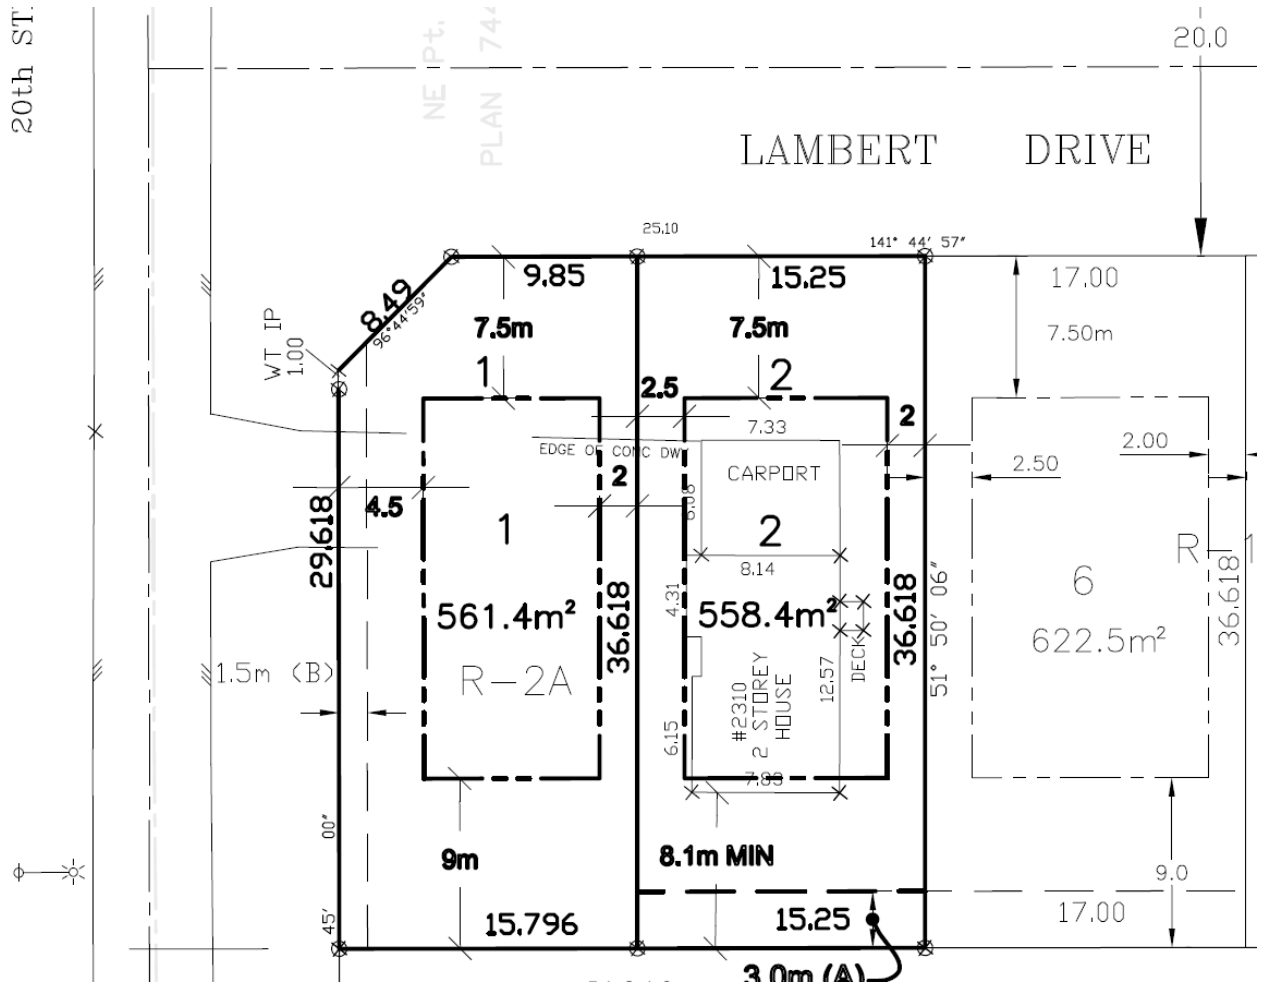 20th ST.
NE Pt.
PLAN 744
20.0
LAMBERT DRIVE
25.10
141° 44' 57"
9.85
15.25
17.00
8.49
96°44'59"
7.5m
7.5m
7.50m
WT IP
1.00
1
2
2.5
2
7.33
2.00
EDGE OF CONC DWY
CARPORT
2.50
2
4.5
6.08
1
2
R-1
29.618
8.14
6
561.4m²
36.618
4.31
558.4m²
36.618
51° 50' 06"
622.5m²
36.618
1.5m (B)
R-2A
DECK
#2310
2 STOREY
HOUSE
12.57
6.15
7.83
45' 00"
9m
8.1m MIN
9.0
15.796
15.25
17.00
3.0m (A)